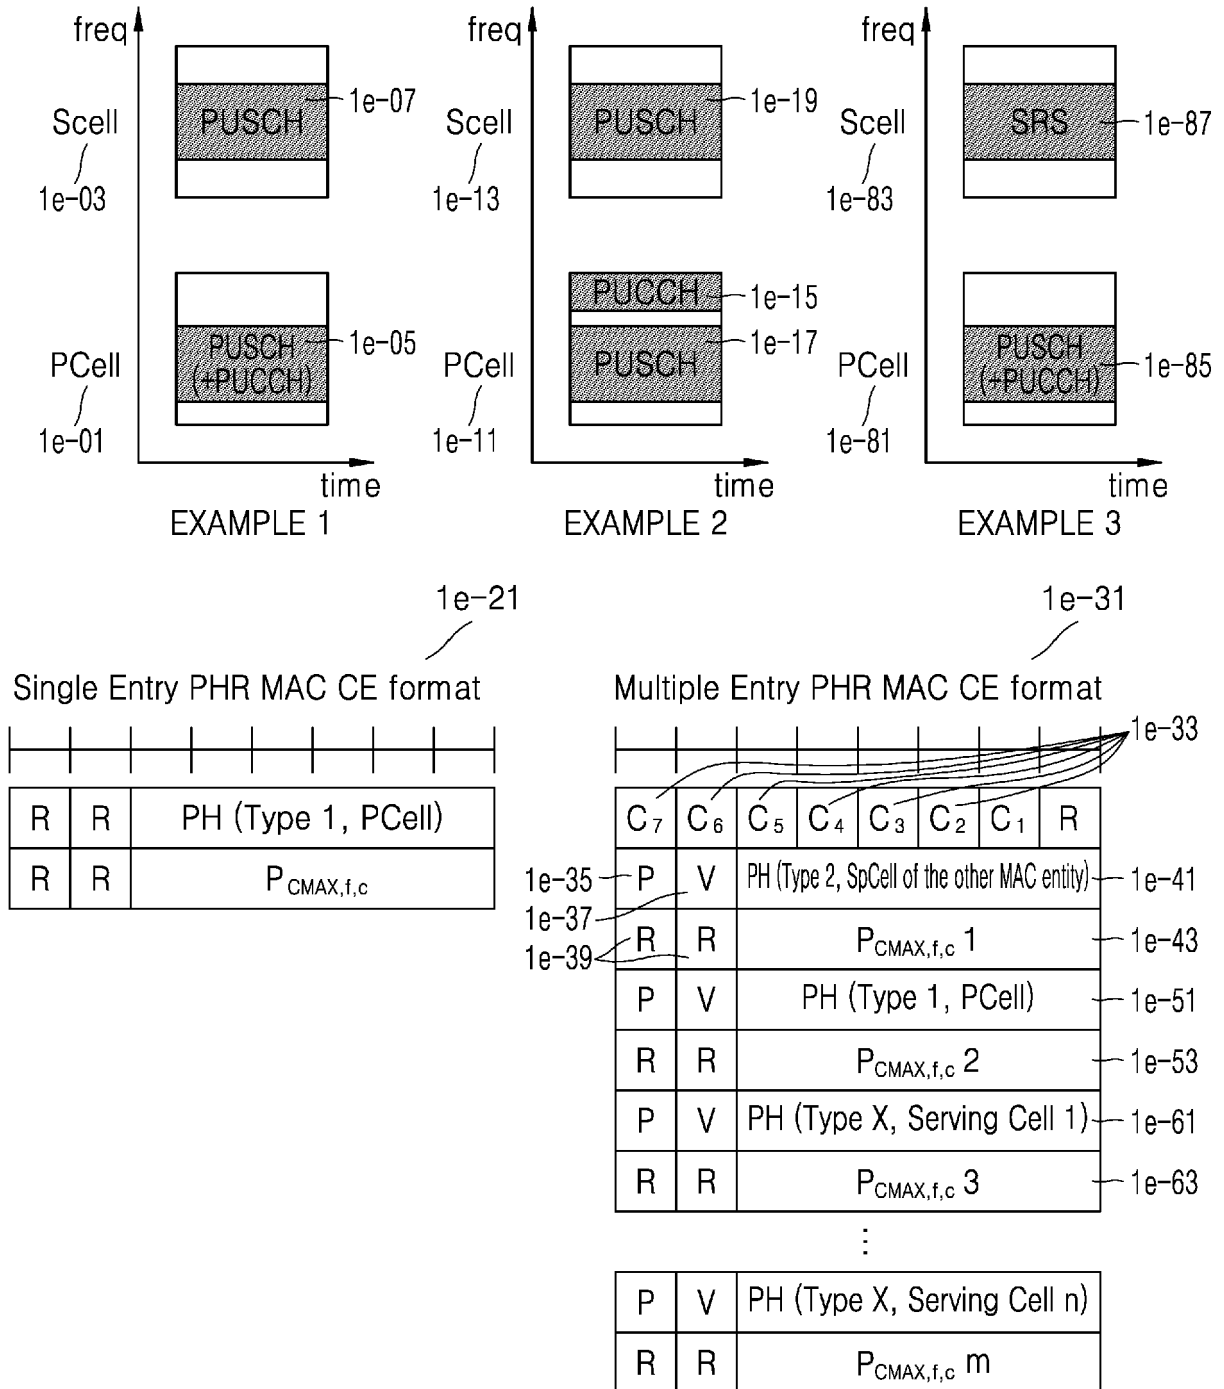 freq
Scell
1e-03
PUSCH
1e-07
PCell
1e-01
PUSCH
(+PUCCH)
1e-05
time
EXAMPLE 1
freq
Scell
1e-13
PUSCH
1e-19
PCell
1e-11
PUCCH
1e-15
PUSCH
1e-17
time
EXAMPLE 2
freq
Scell
1e-83
SRS
1e-87
PCell
1e-81
PUSCH
(+PUCCH)
1e-85
time
EXAMPLE 3
1e-21
Single Entry PHR MAC CE format
R R PH (Type 1, PCell)
R R PCMAX,f,c
1e-31
Multiple Entry PHR MAC CE format
1e-33
C7 C6 C5 C4 C3 C2 C1 R
1e-35 P V PH (Type 2, SpCell of the other MAC entity) 1e-41
1e-37
1e-39 R R PCMAX,f,c 1 1e-43
P V PH (Type 1, PCell) 1e-51
R R PCMAX,f,c 2 1e-53
P V PH (Type X, Serving Cell 1) 1e-61
R R PCMAX,f,c 3 1e-63
⋮
P V PH (Type X, Serving Cell n)
R R PCMAX,f,c m